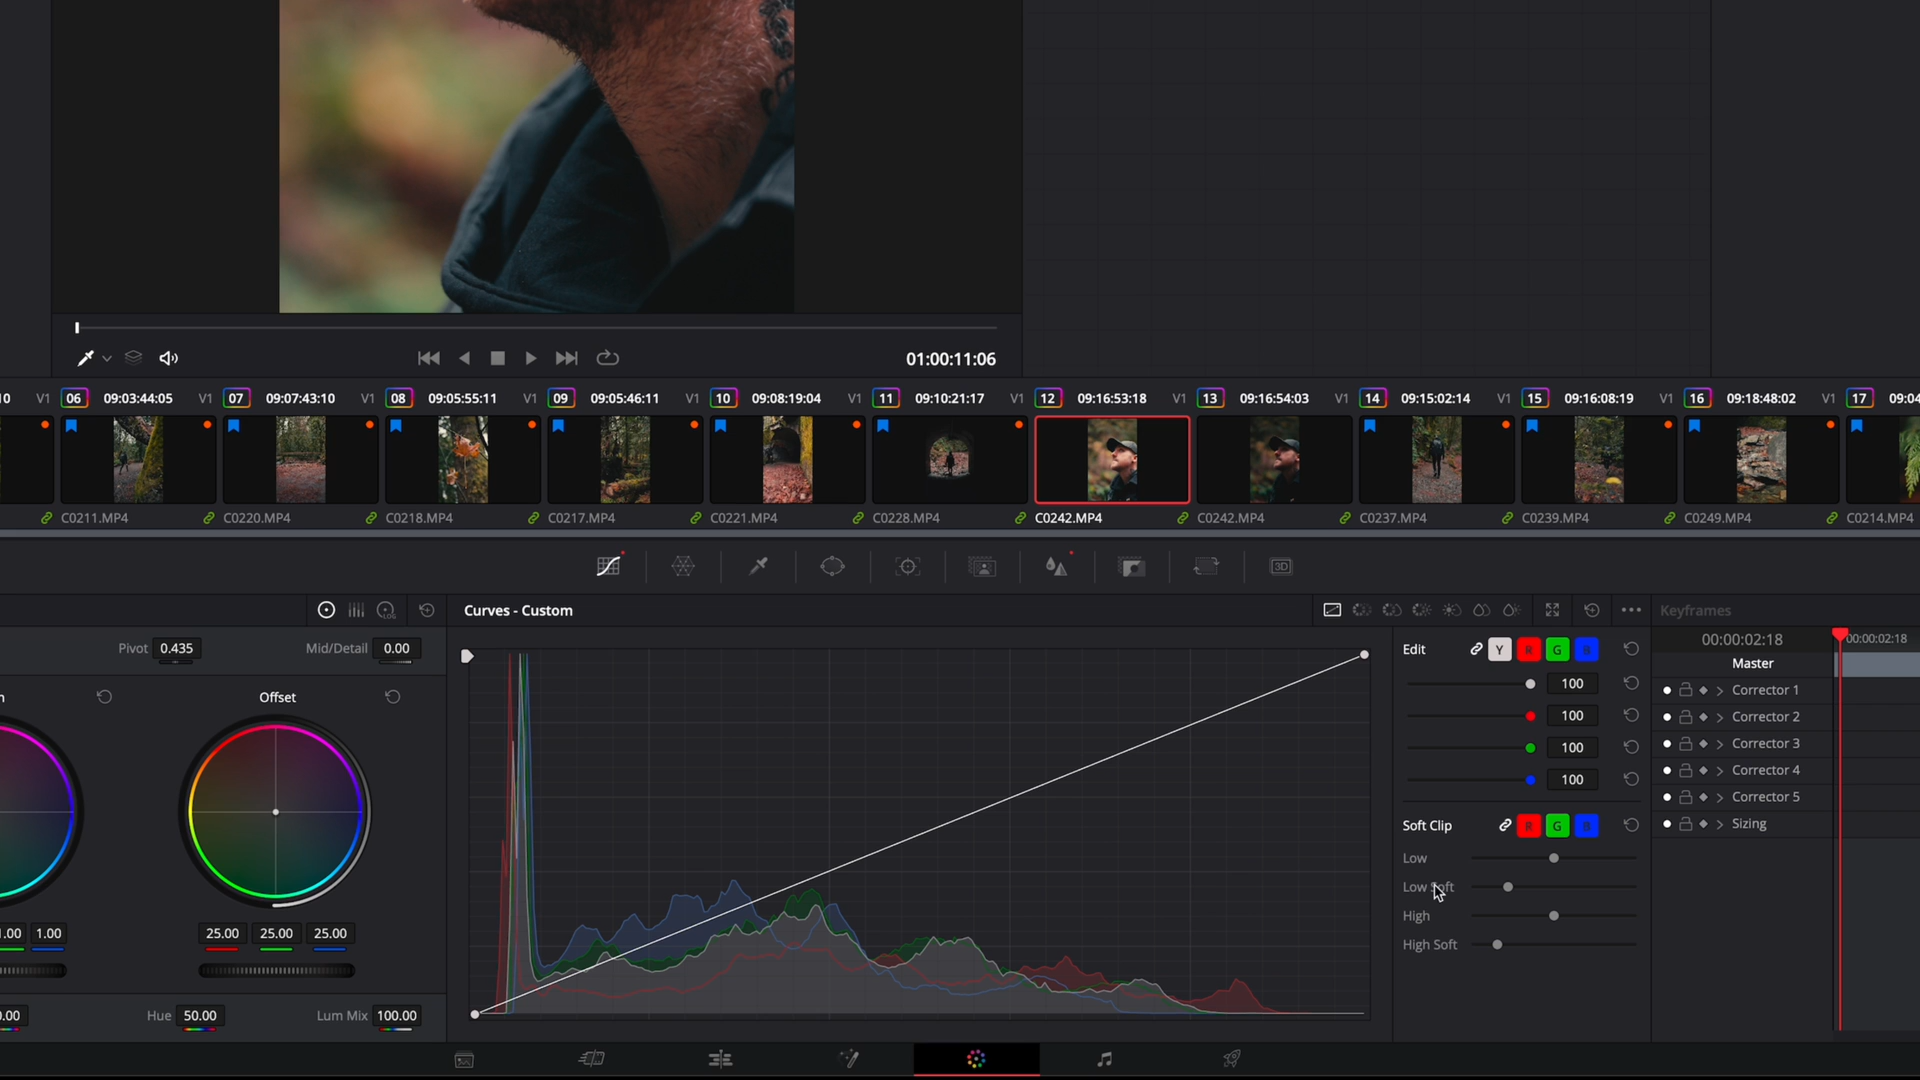 01:00:11:06
V1 06 09:03:44:05 V1 07 09:07:43:10 V1 08 09:05:55:11 V1 09 09:05:46:11 V1 10 09:08:19:04 V1 11 09:10:21:17 V1 12 09:16:53:18 V1 13 09:16:54:03 V1 14 09:15:02:14 V1 15 09:16:08:19 V1 16 09:18:48:02 V1 17
C0211.MP4 C0220.MP4 C0218.MP4 C0217.MP4 C0221.MP4 C0228.MP4 C0242.MP4 C0242.MP4 C0237.MP4 C0239.MP4 C0249.MP4 C0214.MP4
3D
LOG
Curves - Custom
Keyframes
Pivot 0.435 Mid/Detail 0.00
Offset
1.00
25.00 25.00 25.00
Hue 50.00 Lum Mix 100.00
Edit Y R G B
100
100
100
100
Soft Clip R G B
Low
Low Soft
High
High Soft
00:00:02:18 00:00:02:18
Master
Corrector 1
Corrector 2
Corrector 3
Corrector 4
Corrector 5
Sizing